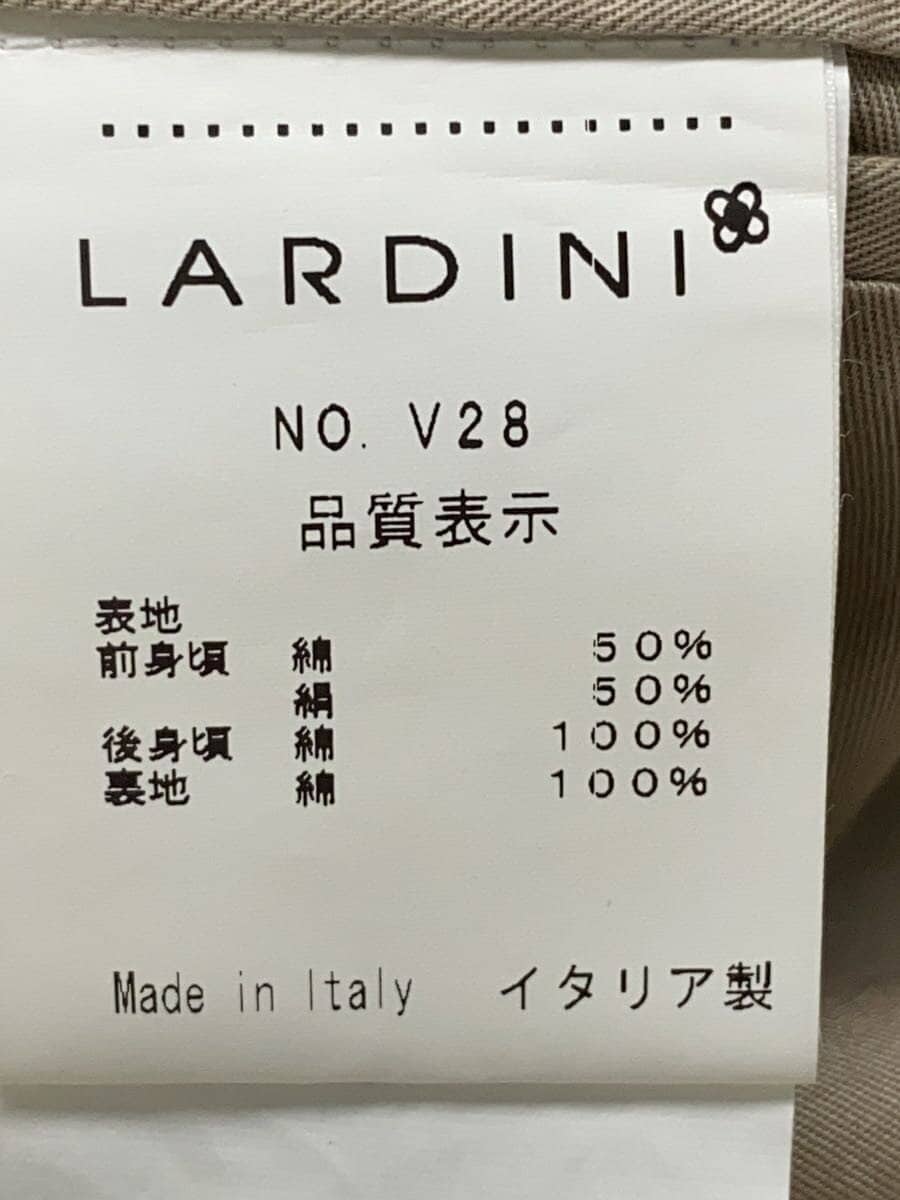 LARDINI
NO. V28
品質表示
表地
前身頃 綿 50%
絹 50%
後身頃 綿 100%
裏地 綿 100%
Made in Italy イタリア製